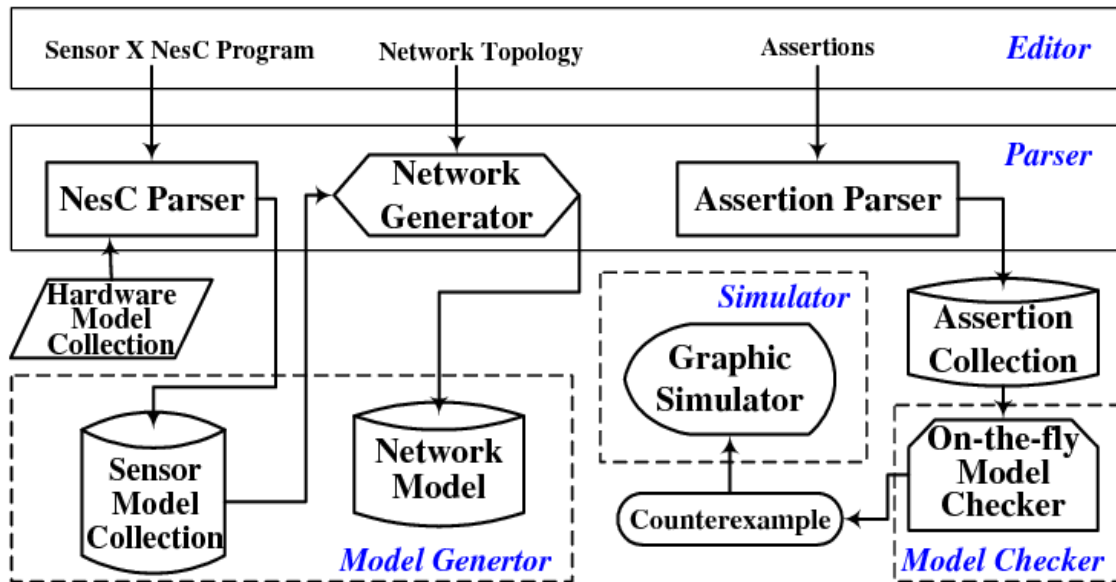 Sensor X NesC Program
Network Topology
Assertions
Editor
Parser
NesC Parser
Network
Generator
Assertion Parser
Hardware
Model
Collection
Simulator
Graphic
Simulator
Assertion
Collection
Sensor
Model
Collection
Network
Model
Model Genertor
Counterexample
On-the-fly
Model
Checker
Model Checker